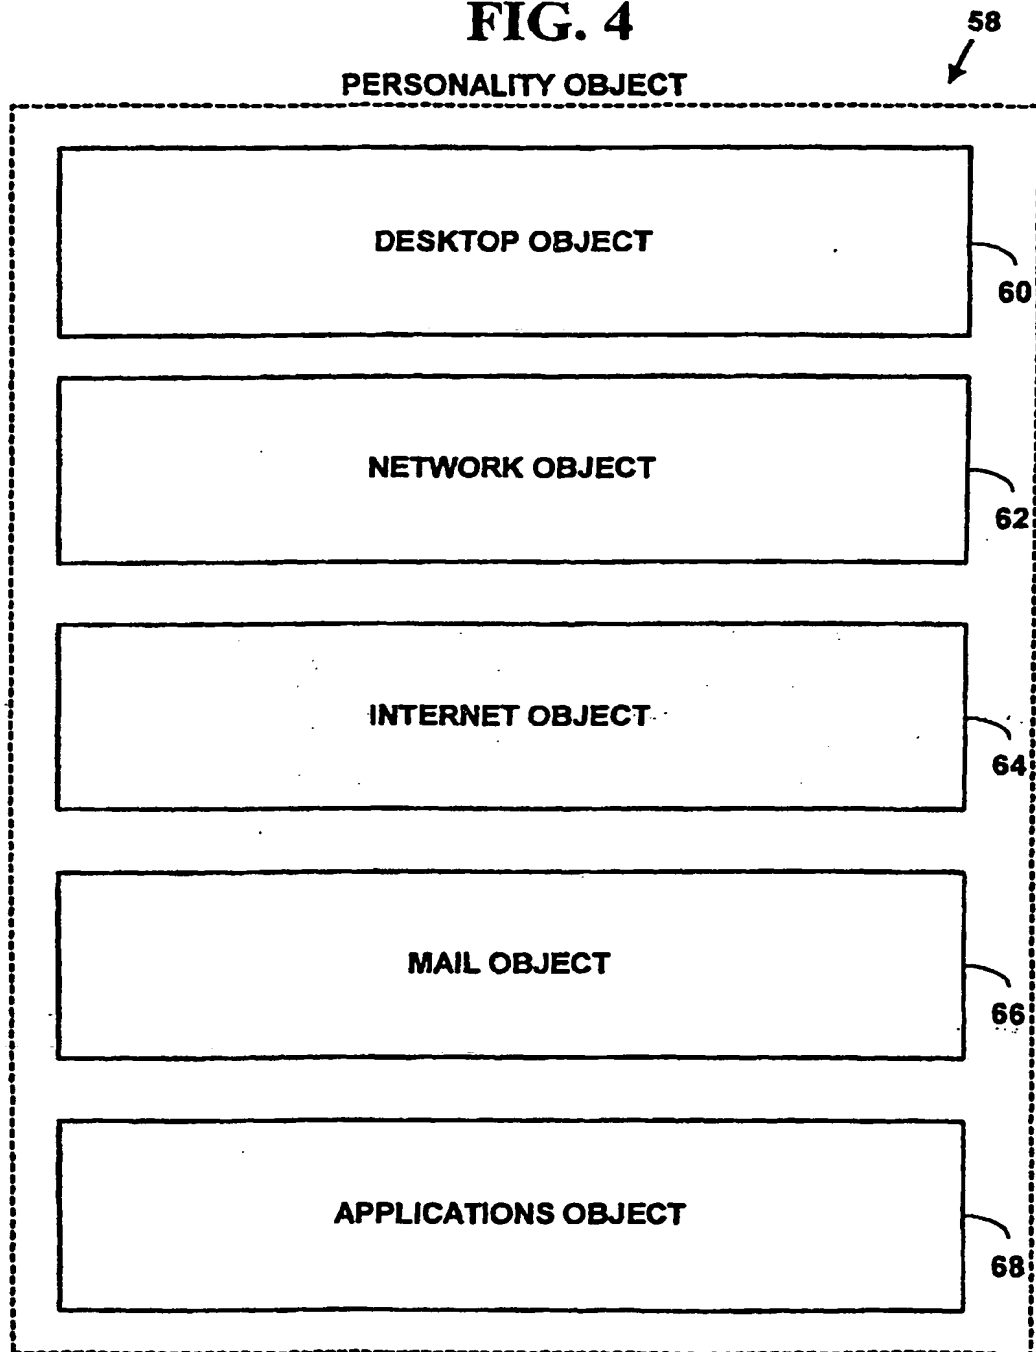 FIG. 4
58
PERSONALITY OBJECT
DESKTOP OBJECT
60
NETWORK OBJECT
62
INTERNET OBJECT
64
MAIL OBJECT
66
APPLICATIONS OBJECT
68